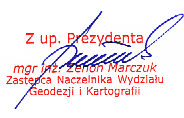 Z up. Prezydenta
mgr inż. Zenon Marczuk
Zastępca Naczelnika Wydziału
Geodezji i Kartografii